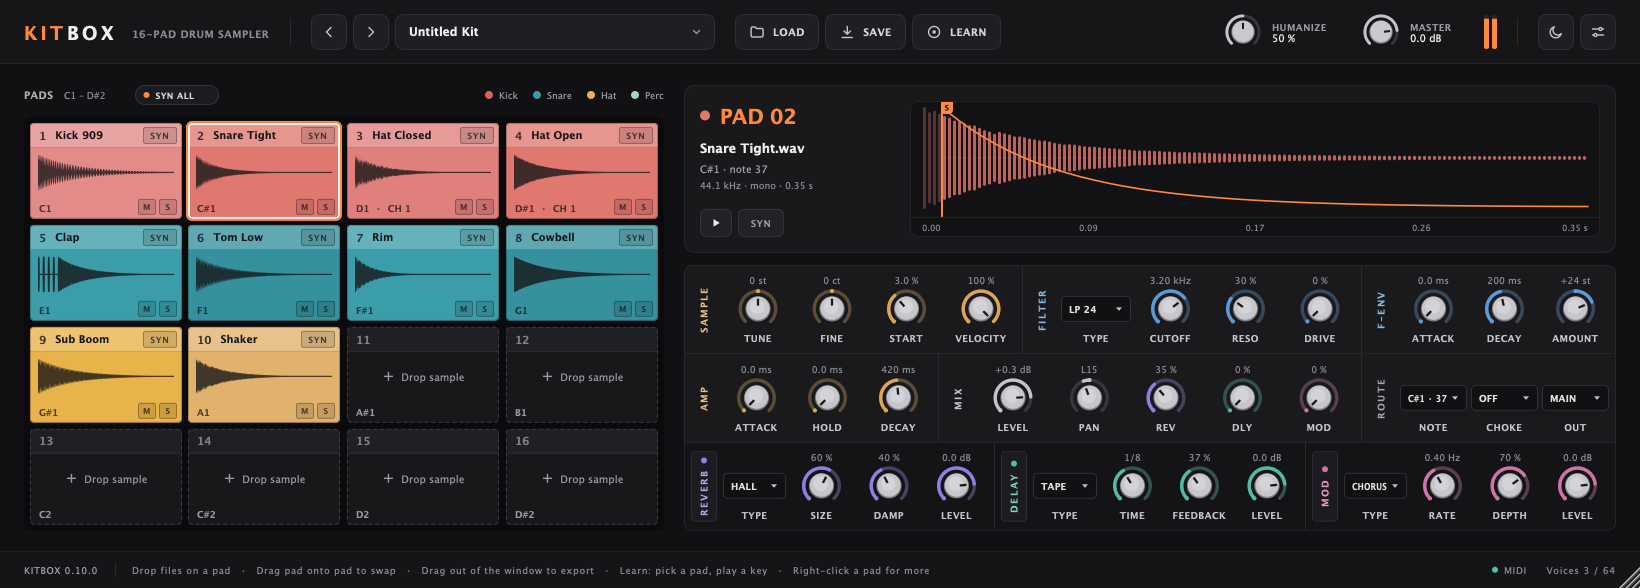 KITBOX 16-PAD DRUM SAMPLER Untitled Kit LOAD SAVE LEARN HUMANIZE 50 % MASTER 0.0 dB
PADS C1 – D#2 SYN ALL Kick Snare Hat Perc
1 Kick 909 SYN 2 Snare Tight SYN 3 Hat Closed SYN 4 Hat Open SYN
C1 M S C#1 M S D1 · CH 1 M S D#1 · CH 1 M S
5 Clap SYN 6 Tom Low SYN 7 Rim SYN 8 Cowbell SYN
E1 M S F1 M S F#1 M S G1 M S
9 Sub Boom SYN 10 Shaker SYN 11 12
+ Drop sample + Drop sample
G#1 M S A1 M S A#1 B1
13 14 15 16
+ Drop sample + Drop sample + Drop sample + Drop sample
C2 C#2 D2 D#2
PAD 02
Snare Tight.wav
C#1 · note 37
44.1 kHz · mono · 0.35 s
SYN
S
0.00 0.09 0.17 0.26 0.35 s
SAMPLE
0 st 0 ct 3.0 % 100 %
TUNE FINE START VELOCITY
FILTER
LP 24 3.20 kHz 30 % 0 %
TYPE CUTOFF RESO DRIVE
F-ENV
0.0 ms 200 ms +24 st
ATTACK DECAY AMOUNT
AMP
0.0 ms 0.0 ms 420 ms
ATTACK HOLD DECAY
MIX
+0.3 dB L15 35 % 0 % 0 %
LEVEL PAN REV DLY MOD
ROUTE
C#1 · 37 OFF MAIN
NOTE CHOKE OUT
REVERB
HALL 60 % 40 % 0.0 dB
TYPE SIZE DAMP LEVEL
DELAY
TAPE 1/8 37 % 0.0 dB
TYPE TIME FEEDBACK LEVEL
MOD
CHORUS 0.40 Hz 70 % 0.0 dB
TYPE RATE DEPTH LEVEL
KITBOX 0.10.0 Drop files on a pad · Drag pad onto pad to swap · Drag out of the window to export · Learn: pick a pad, play a key · Right-click a pad for more MIDI Voices 3 / 64